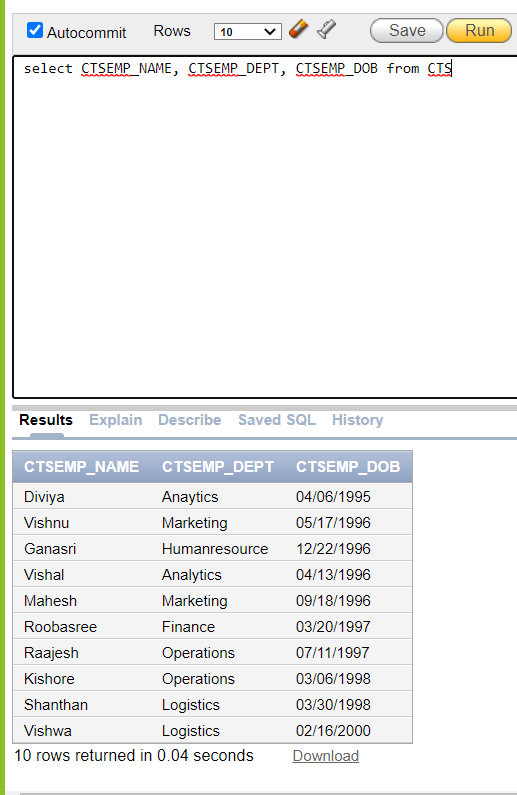 Autocommit Rows 10 Save Run
select CTSEMP_NAME, CTSEMP_DEPT, CTSEMP_DOB from CTS
Results Explain Describe Saved SQL History
CTSEMP_NAME CTSEMP_DEPT CTSEMP_DOB
Diviya Anaytics 04/06/1995
Vishnu Marketing 05/17/1996
Ganasri Humanresource 12/22/1996
Vishal Analytics 04/13/1996
Mahesh Marketing 09/18/1996
Roobasree Finance 03/20/1997
Raajesh Operations 07/11/1997
Kishore Operations 03/06/1998
Shanthan Logistics 03/30/1998
Vishwa Logistics 02/16/2000
10 rows returned in 0.04 seconds Download